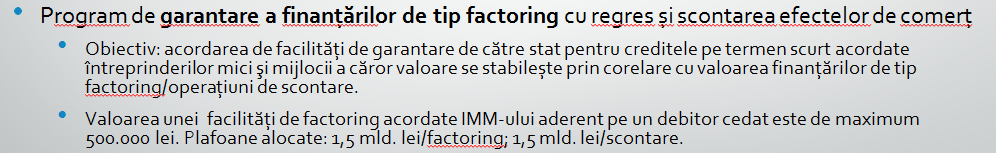 • Program de garantare a finanțărilor de tip factoring cu regres și scontarea efectelor de comerț
• Obiectiv: acordarea de facilități de garantare de către stat pentru creditele pe termen scurt acordate
întreprinderilor mici şi mijlocii a căror valoare se stabilește prin corelare cu valoarea finanțărilor de tip
factoring/operațiuni de scontare.
• Valoarea unei facilități de factoring acordate IMM-ului aderent pe un debitor cedat este de maximum
500.000 lei. Plafoane alocate: 1,5 mld. lei/factoring; 1,5 mld. lei/scontare.